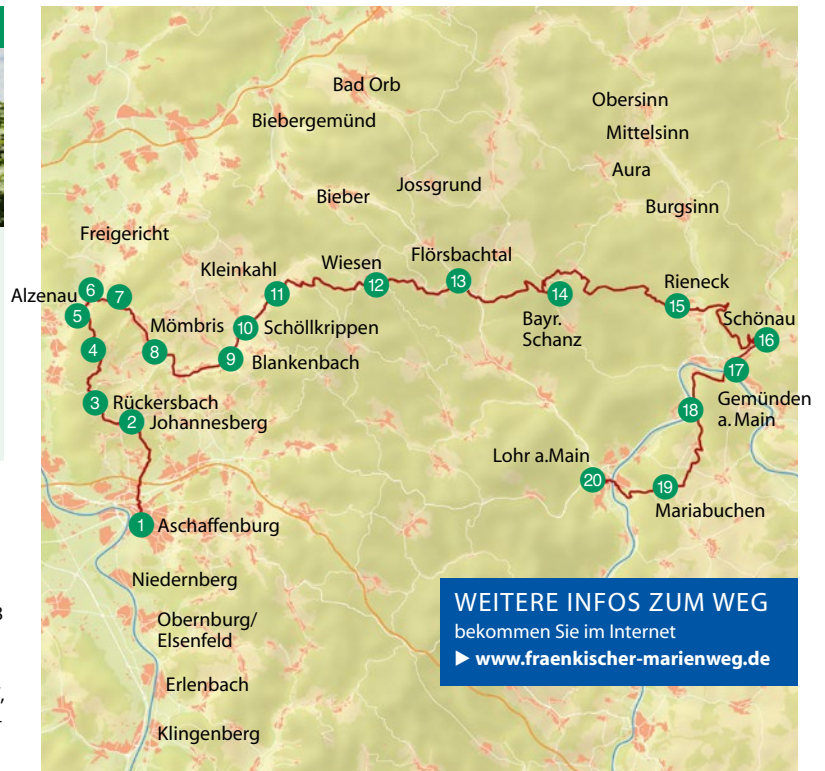 Bad Orb
Biebergemünd
Obersinn
Mittelsinn
Aura
Burgsinn
Jossgrund
Bieber
Freigericht
Alzenau
6
7
5
4
3
Rückersbach
2
Johannesberg
1
Aschaffenburg
Mömbris
8
Kleinkahl
11
10
Schöllkrippen
9
Blankenbach
Wiesen
12
Flörsbachtal
13
14
Bayr.
Schanz
Rieneck
15
Schönau
16
17
Gemünden
a. Main
18
Lohr a.Main
20
19
Mariabuchen
Niedernberg
Obernburg/
Elsenfeld
Erlenbach
Klingenberg
WEITERE INFOS ZUM WEG
bekommen Sie im Internet
▶ www.fraenkischer-marienweg.de